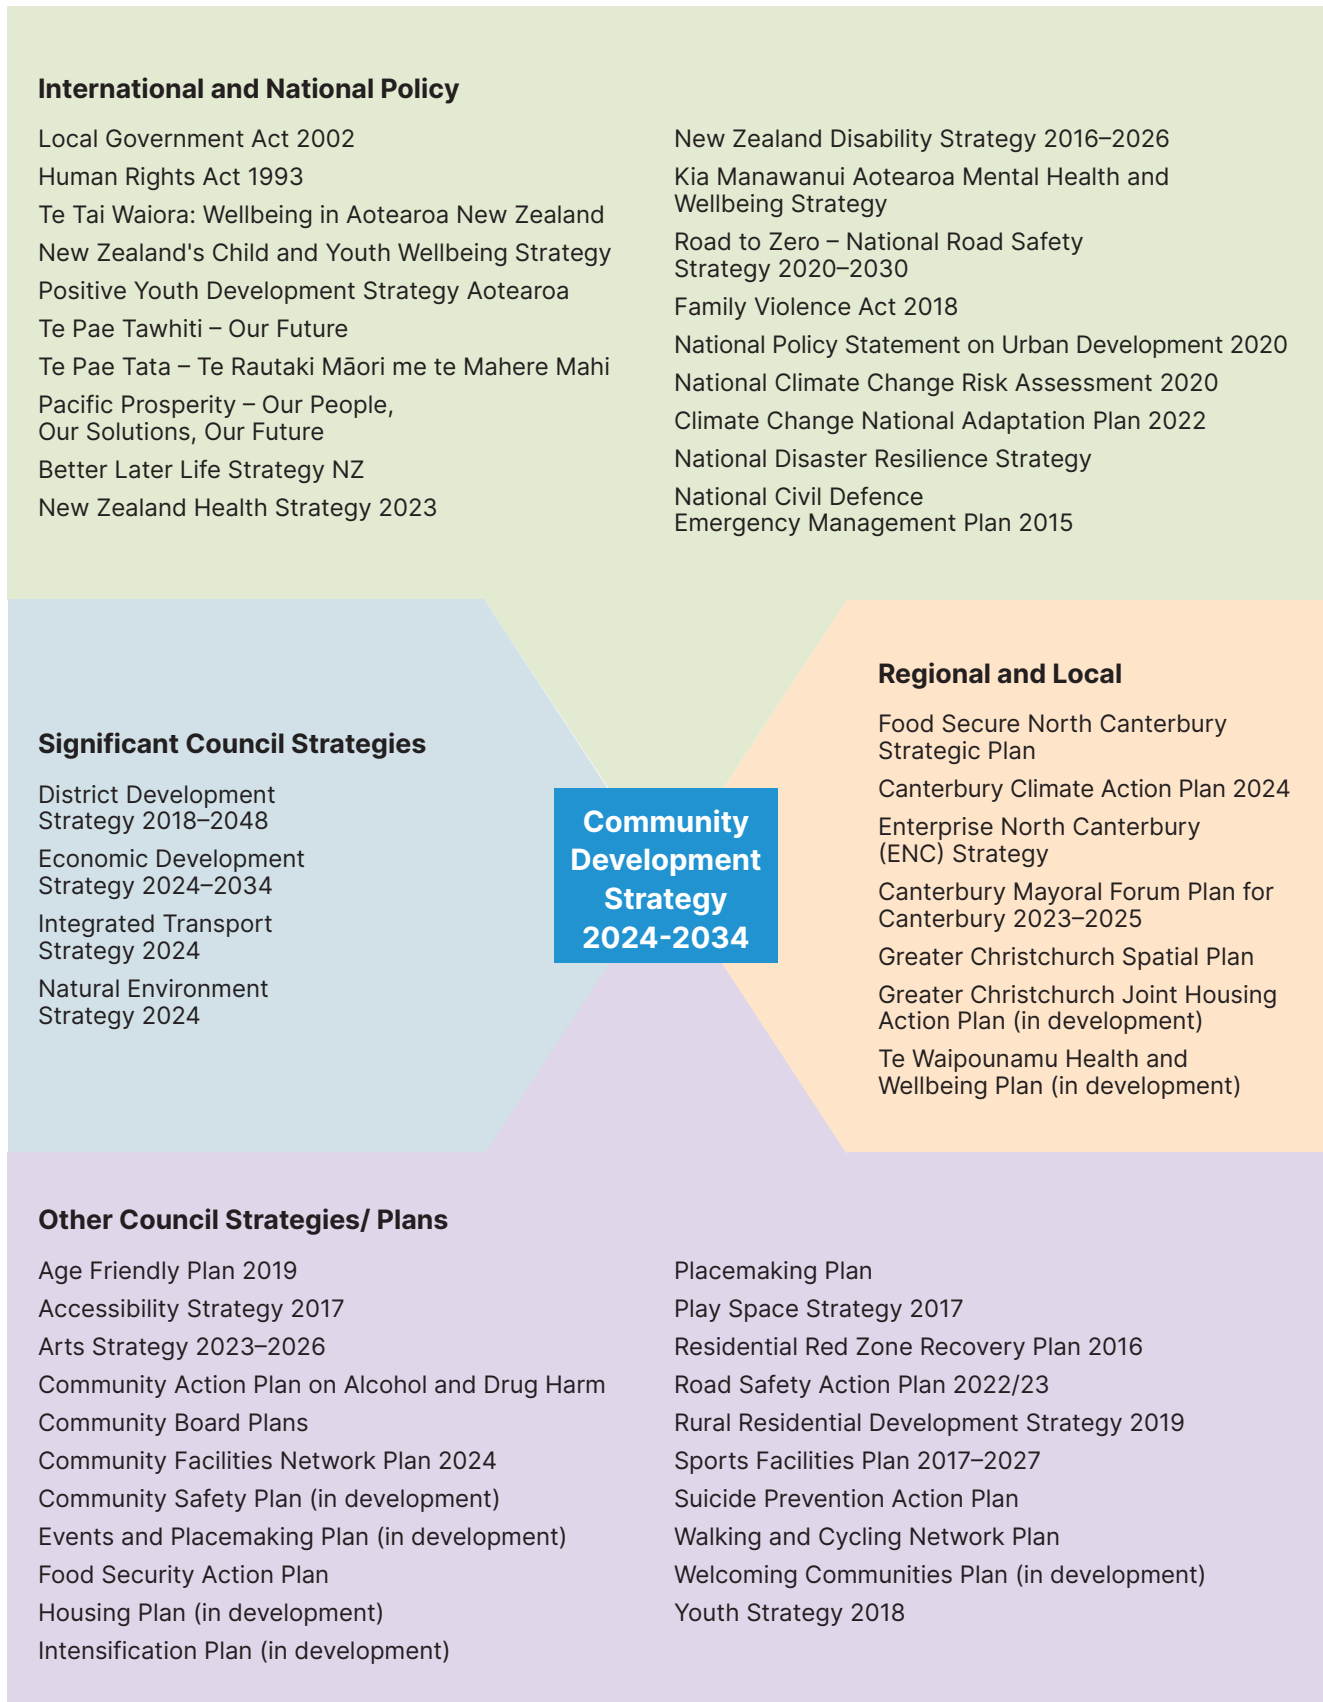 International and National Policy
Local Government Act 2002
Human Rights Act 1993
Te Tai Waiora: Wellbeing in Aotearoa New Zealand
New Zealand's Child and Youth Wellbeing Strategy
Positive Youth Development Strategy Aotearoa
Te Pae Tawhiti – Our Future
Te Pae Tata – Te Rautaki Māori me te Mahere Mahi
Pacific Prosperity – Our People,
Our Solutions, Our Future
Better Later Life Strategy NZ
New Zealand Health Strategy 2023
New Zealand Disability Strategy 2016–2026
Kia Manawanui Aotearoa Mental Health and
Wellbeing Strategy
Road to Zero – National Road Safety
Strategy 2020–2030
Family Violence Act 2018
National Policy Statement on Urban Development 2020
National Climate Change Risk Assessment 2020
Climate Change National Adaptation Plan 2022
National Disaster Resilience Strategy
National Civil Defence
Emergency Management Plan 2015
Significant Council Strategies
District Development
Strategy 2018–2048
Economic Development
Strategy 2024–2034
Integrated Transport
Strategy 2024
Natural Environment
Strategy 2024
Community
Development
Strategy
2024-2034
Regional and Local
Food Secure North Canterbury
Strategic Plan
Canterbury Climate Action Plan 2024
Enterprise North Canterbury
(ENC) Strategy
Canterbury Mayoral Forum Plan for
Canterbury 2023–2025
Greater Christchurch Spatial Plan
Greater Christchurch Joint Housing
Action Plan (in development)
Te Waipounamu Health and
Wellbeing Plan (in development)
Other Council Strategies/ Plans
Age Friendly Plan 2019
Accessibility Strategy 2017
Arts Strategy 2023–2026
Community Action Plan on Alcohol and Drug Harm
Community Board Plans
Community Facilities Network Plan 2024
Community Safety Plan (in development)
Events and Placemaking Plan (in development)
Food Security Action Plan
Housing Plan (in development)
Intensification Plan (in development)
Placemaking Plan
Play Space Strategy 2017
Residential Red Zone Recovery Plan 2016
Road Safety Action Plan 2022/23
Rural Residential Development Strategy 2019
Sports Facilities Plan 2017–2027
Suicide Prevention Action Plan
Walking and Cycling Network Plan
Welcoming Communities Plan (in development)
Youth Strategy 2018